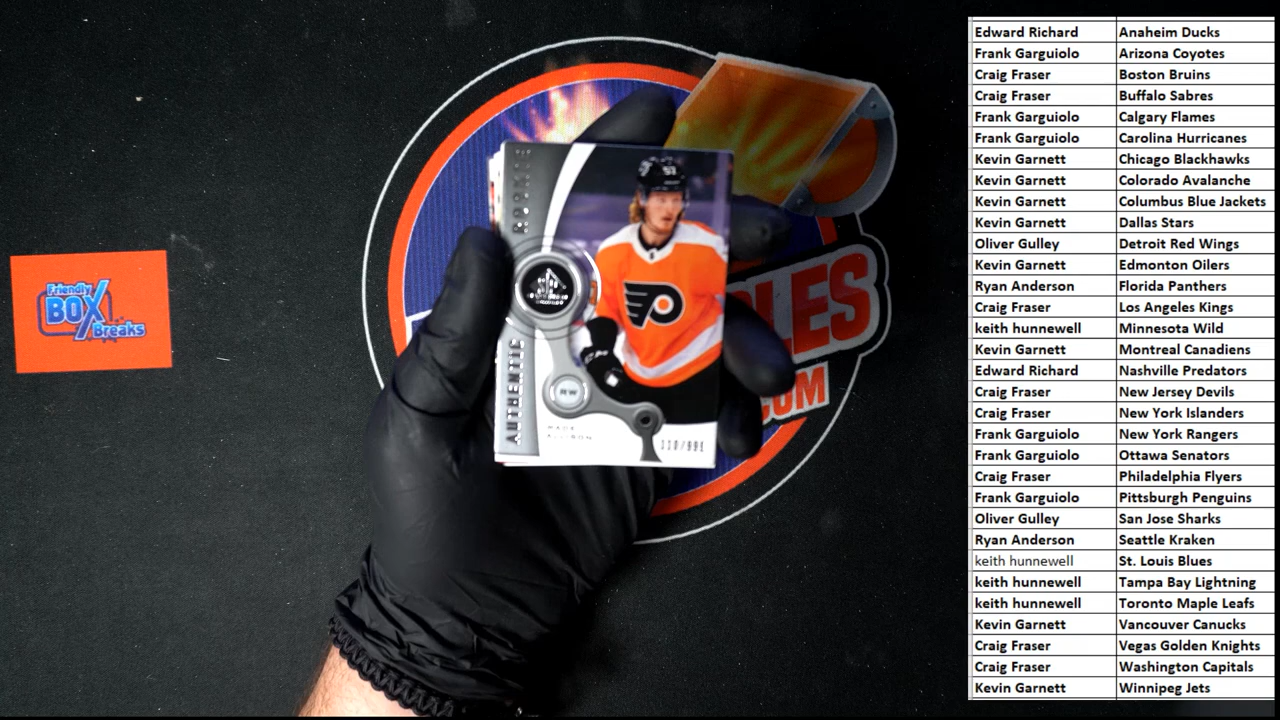 Friendly
BOX
Breaks
ROOKIES
AUTHENTIC
RW
WADE
ALLISON
110/991
COM
Edward Richard Anaheim Ducks
Frank Garguiolo Arizona Coyotes
Craig Fraser Boston Bruins
Craig Fraser Buffalo Sabres
Frank Garguiolo Calgary Flames
Frank Garguiolo Carolina Hurricanes
Kevin Garnett Chicago Blackhawks
Kevin Garnett Colorado Avalanche
Kevin Garnett Columbus Blue Jackets
Kevin Garnett Dallas Stars
Oliver Gulley Detroit Red Wings
Kevin Garnett Edmonton Oilers
Ryan Anderson Florida Panthers
Craig Fraser Los Angeles Kings
keith hunnewell Minnesota Wild
Kevin Garnett Montreal Canadiens
Edward Richard Nashville Predators
Craig Fraser New Jersey Devils
Craig Fraser New York Islanders
Frank Garguiolo New York Rangers
Frank Garguiolo Ottawa Senators
Craig Fraser Philadelphia Flyers
Frank Garguiolo Pittsburgh Penguins
Oliver Gulley San Jose Sharks
Ryan Anderson Seattle Kraken
keith hunnewell St. Louis Blues
keith hunnewell Tampa Bay Lightning
keith hunnewell Toronto Maple Leafs
Kevin Garnett Vancouver Canucks
Craig Fraser Vegas Golden Knights
Craig Fraser Washington Capitals
Kevin Garnett Winnipeg Jets